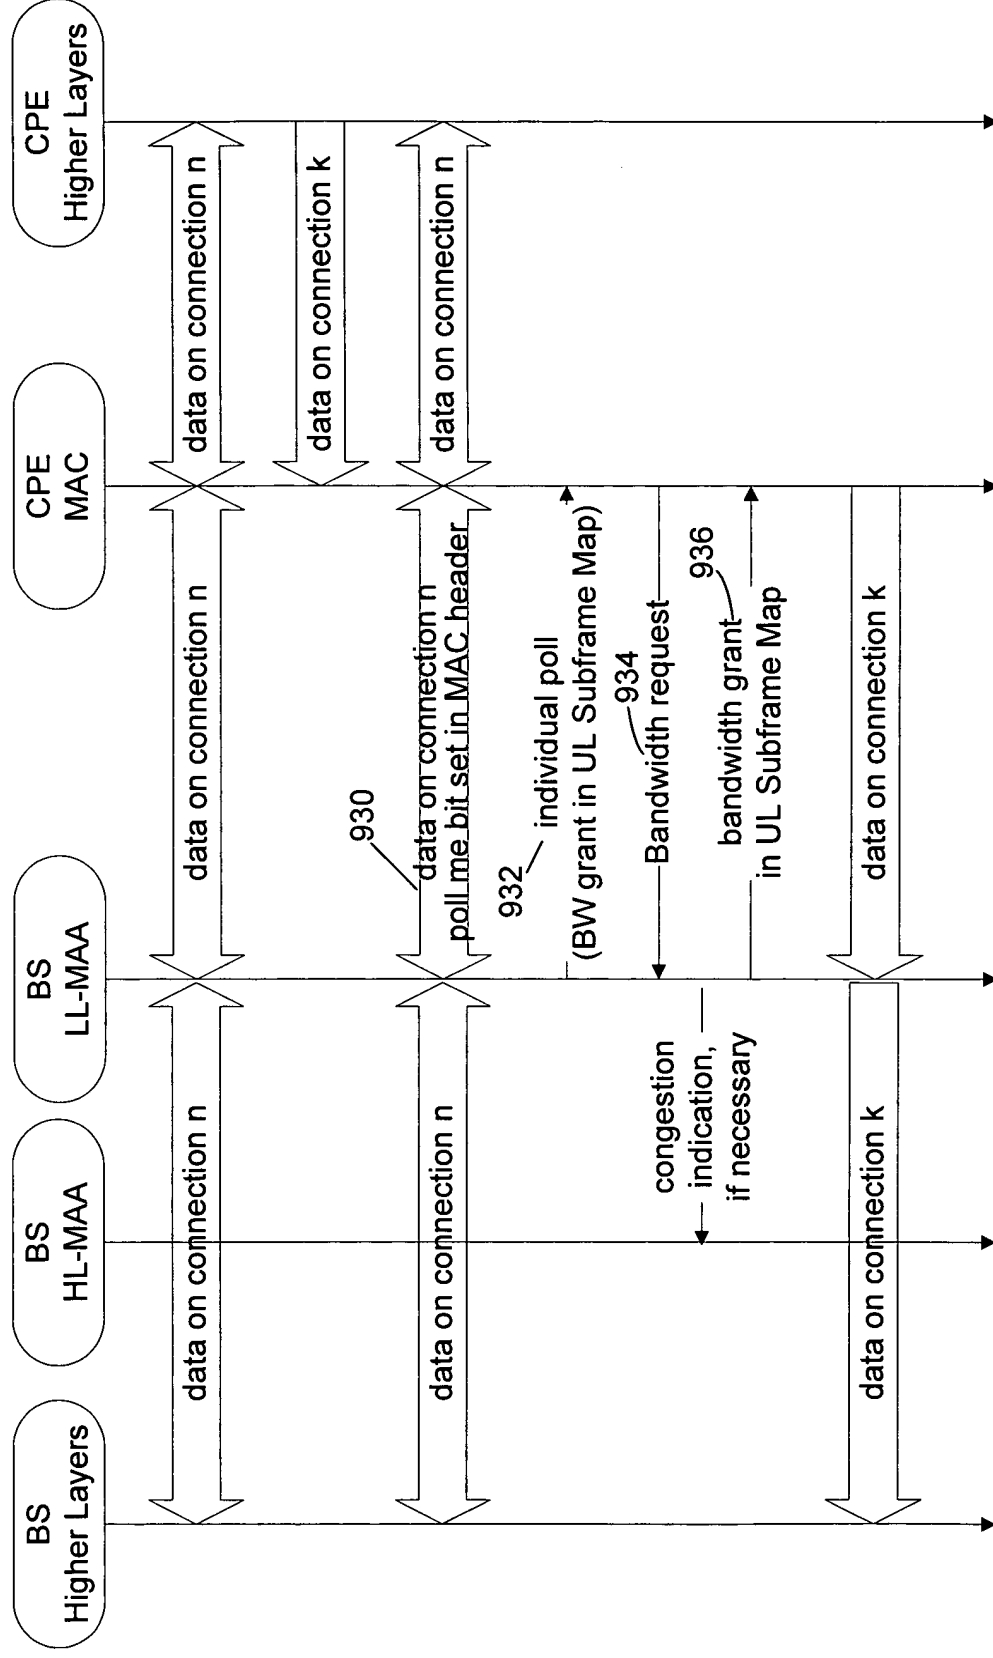 BS
Higher Layers
BS
HL-MAA
BS
LL-MAA
CPE
MAC
CPE
Higher Layers
data on connection n
data on connection n
data on connection n
data on connection k
930
data on connection n
data on connection n
poll me bit set in MAC header
data on connection n
932
individual poll
(BW grant in UL Subframe Map)
934
Bandwidth request
congestion
indication,
if necessary
936
bandwidth grant
in UL Subframe Map
data on connection k
data on connection k